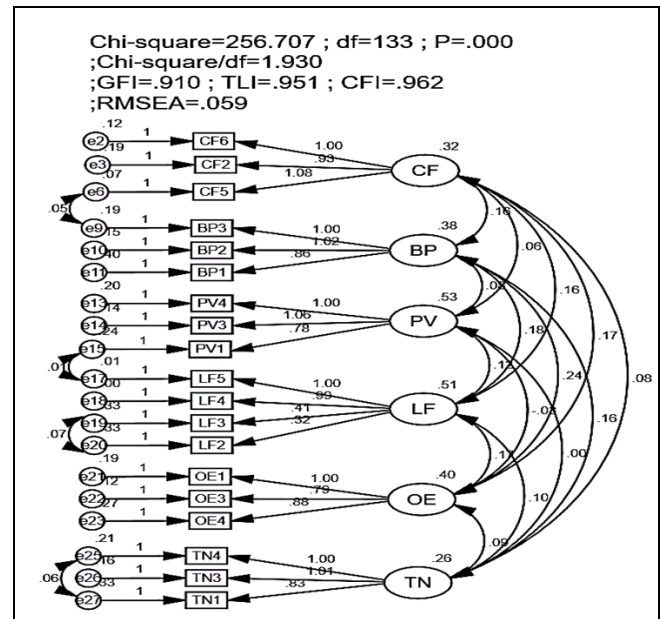 Chi-square=256.707 ; df=133 ; P=.000
;Chi-square/df=1.930
;GFI=.910 ; TLI=.951 ; CFI=.962
;RMSEA=.059
.12
e2 1 CF6 1.00 .32
.19
e3 1 CF2 .93 CF
.07
e6 1 CF5 1.08
.05 .16 .06
.19
e9 1 BP3 1.00 .38
.15
e10 1 BP2 1.02 BP
.40
e11 1 BP1 .86
.16 .17 .08
.20
e13 1 PV4 1.00 .53
.14
e14 1 PV3 1.06 PV
.24
e15 1 PV1 .78
.18 .24 .16
.01 .01
e17 1 LF5 1.00 .51
.00
e18 1 LF4 .99 LF
.33
e19 1 LF3 .41
.33
e20 1 LF2 .32
.07 -.03 .00
.19
e21 1 OE1 1.00 .40
.12
e22 1 OE3 .79 OE
.27
e23 1 OE4 .88
.10 .09
.21
e25 1 TN4 1.00 .26
.16
e26 1 TN3 1.01 TN
.33
e27 1 TN1 .83
.06